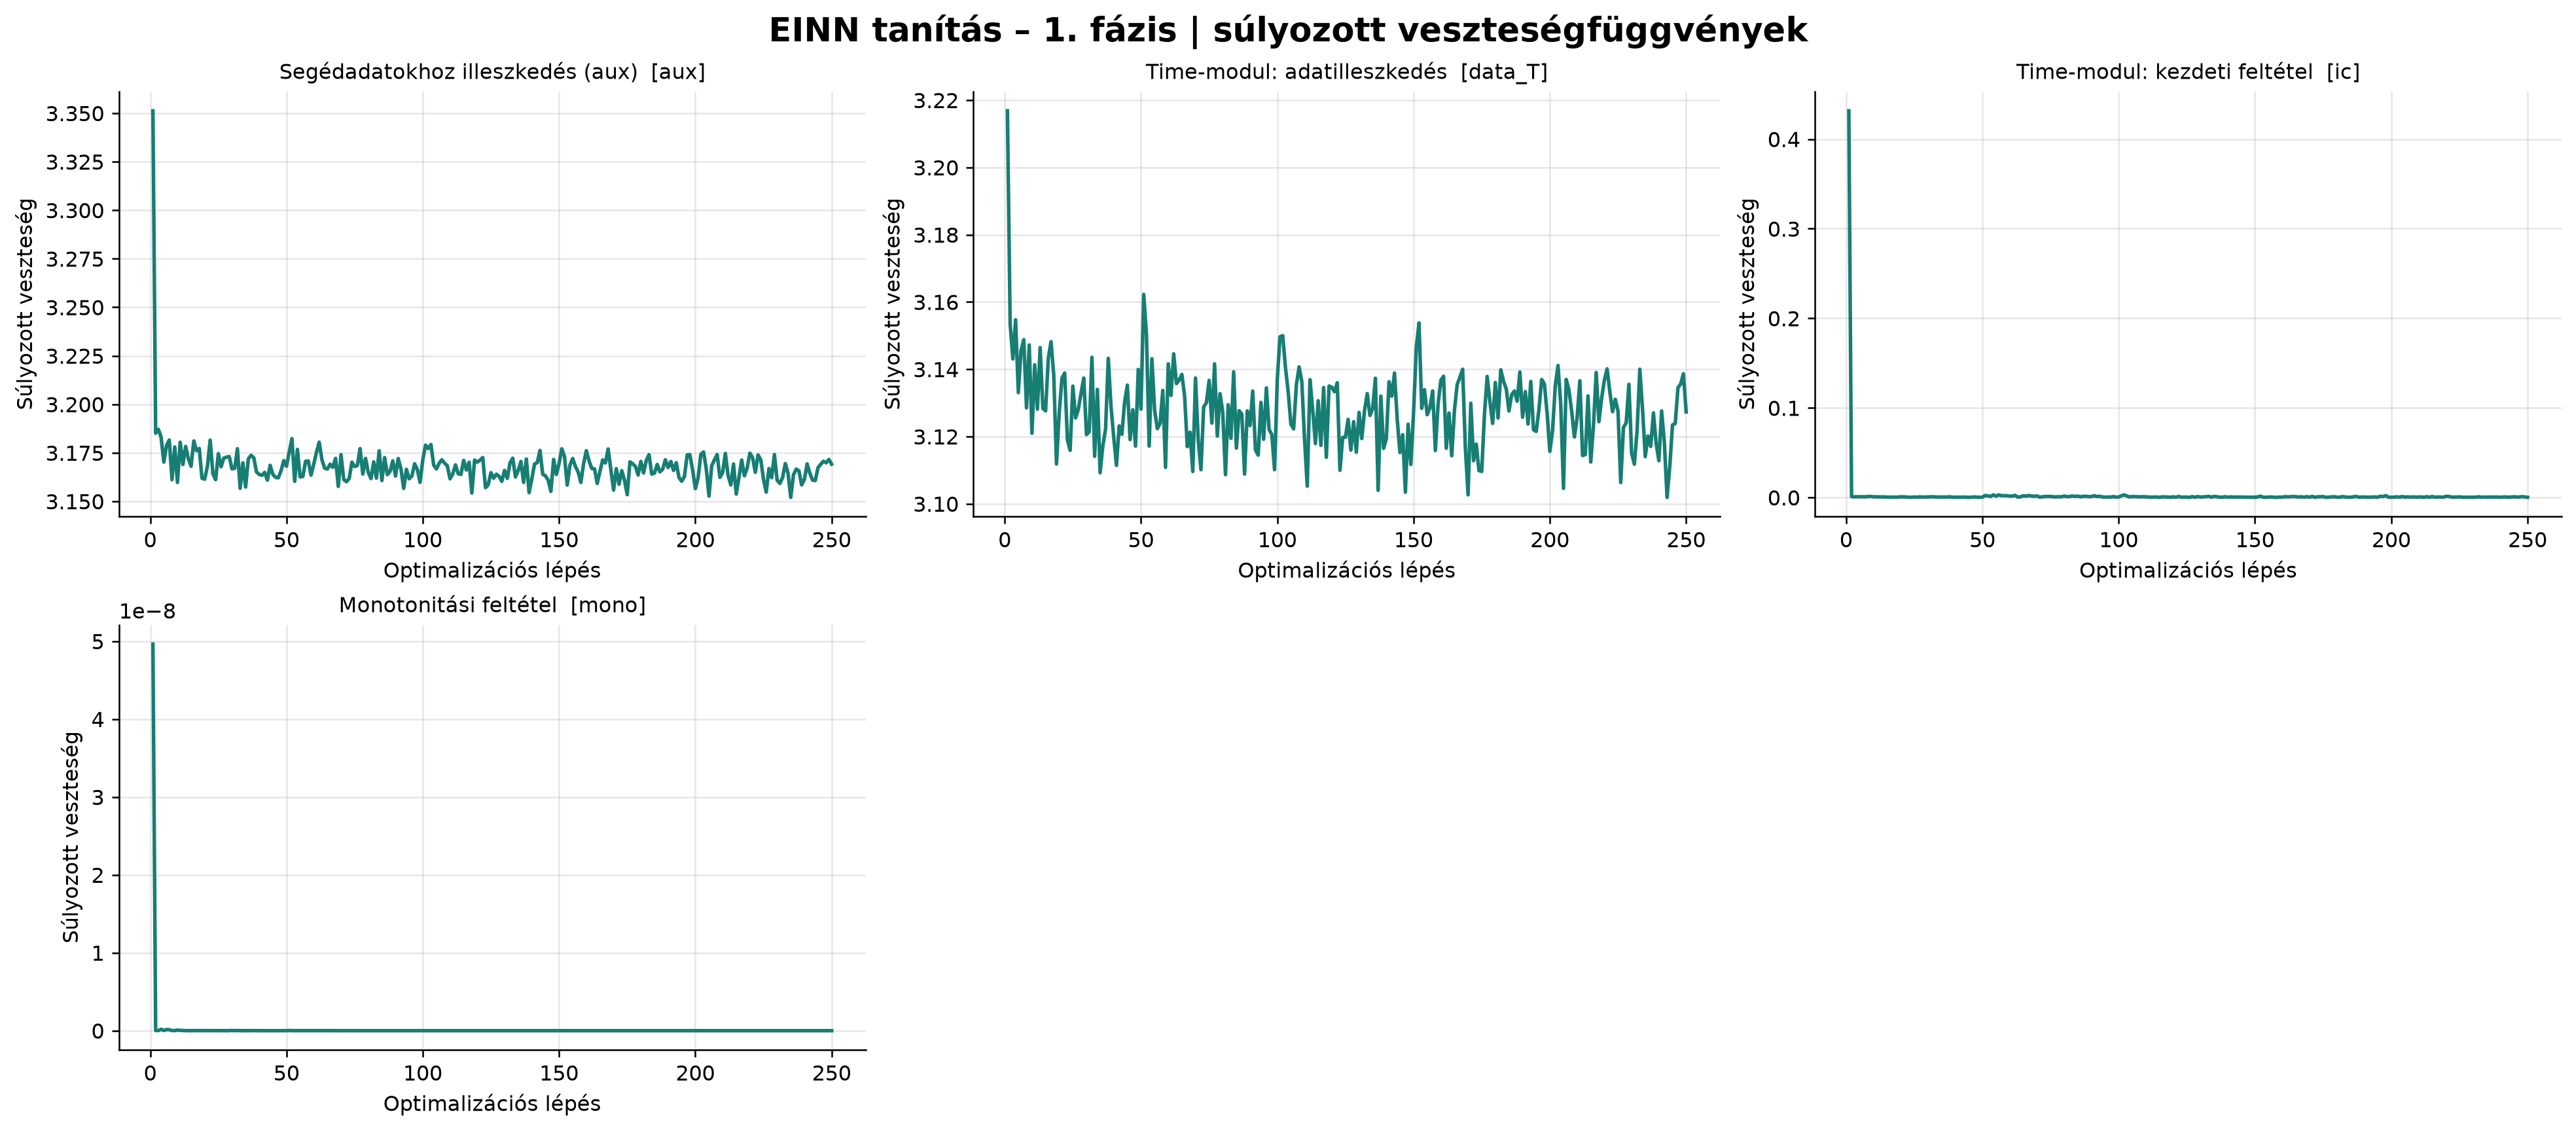 EINN tanítás – 1. fázis | súlyozott veszteségfüggvények
Segédadatokhoz illeszkedés (aux)  [aux]
Súlyozott veszteség
3.350
3.325
3.300
3.275
3.250
3.225
3.200
3.175
3.150
0 50 100 150 200 250
Optimalizációs lépés
Time-modul: adatilleszkedés  [data_T]
Súlyozott veszteség
3.22
3.20
3.18
3.16
3.14
3.12
3.10
0 50 100 150 200 250
Optimalizációs lépés
Time-modul: kezdeti feltétel  [ic]
Súlyozott veszteség
0.4
0.3
0.2
0.1
0.0
0 50 100 150 200 250
Optimalizációs lépés
Monotonitási feltétel  [mono]
1e−8
Súlyozott veszteség
5
4
3
2
1
0
0 50 100 150 200 250
Optimalizációs lépés